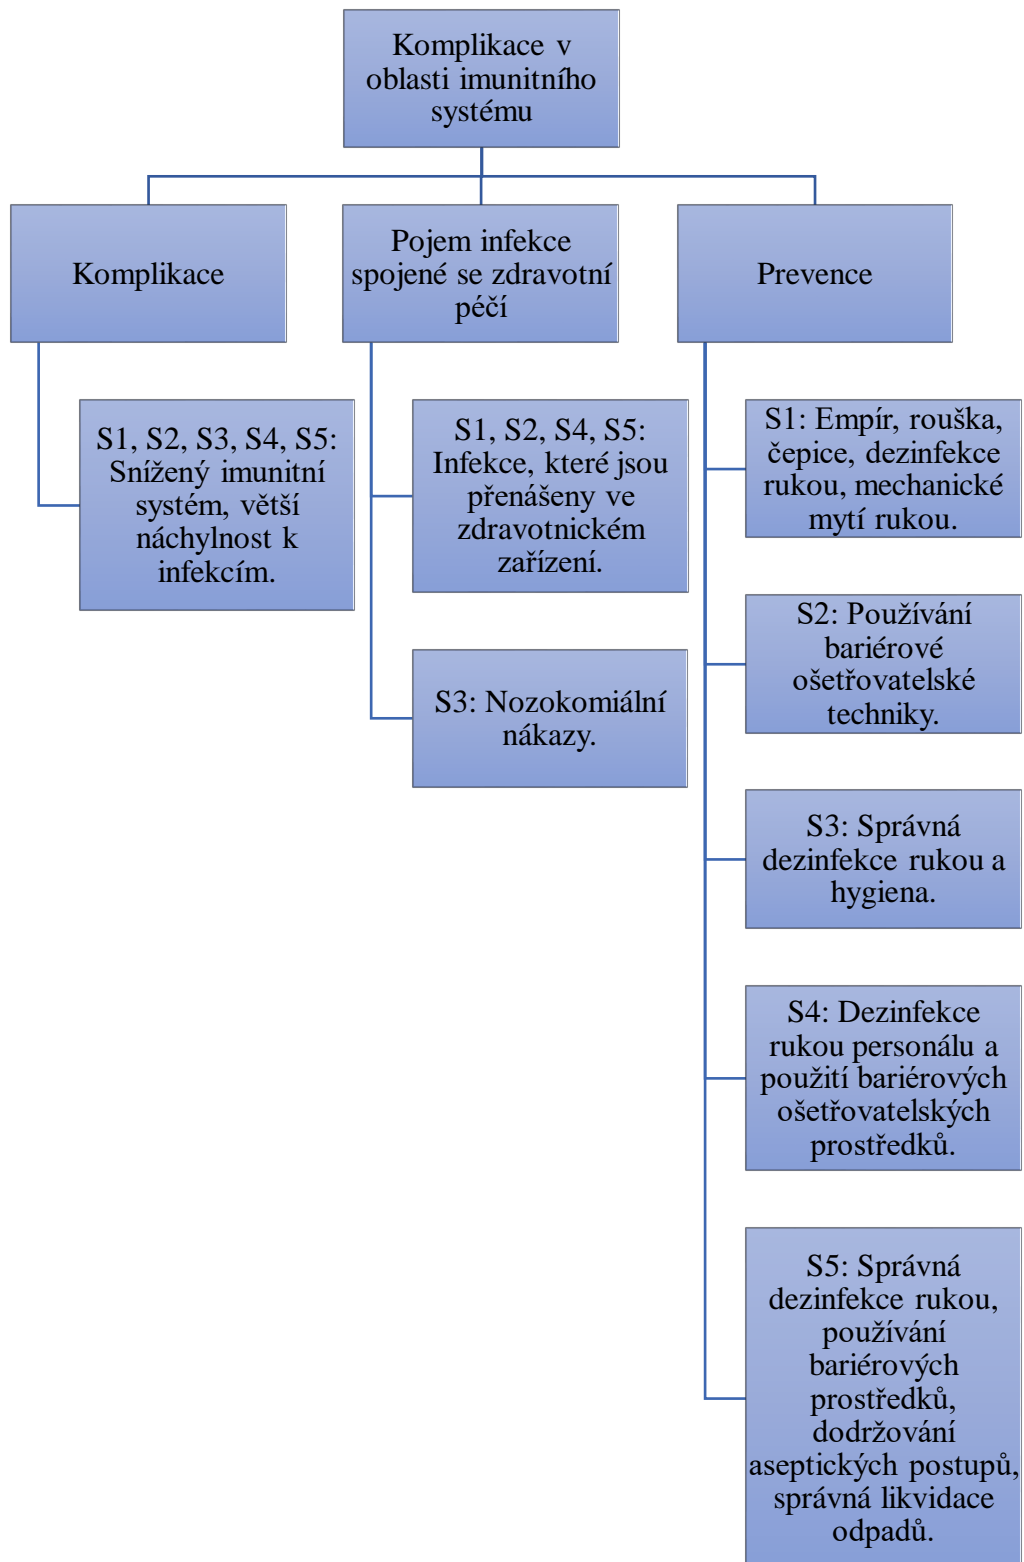 Komplikace v
oblasti imunitního
systému
Komplikace
Pojem infekce
spojené se zdravotní
péčí
Prevence
S1, S2, S3, S4, S5:
Snížený imunitní
systém, větší
náchylnost k
infekcím.
S1, S2, S4, S5:
Infekce, které jsou
přenášeny ve
zdravotnickém
zařízení.
S3: Nozokomiální
nákazy.
S1: Empír, rouška,
čepice, dezinfekce
rukou, mechanické
mytí rukou.
S2: Používání
bariérové
ošetřovatelské
techniky.
S3: Správná
dezinfekce rukou a
hygiena.
S4: Dezinfekce
rukou personálu a
použití bariérových
ošetřovatelských
prostředků.
S5: Správná
dezinfekce rukou,
používání
bariérových
prostředků,
dodržování
aseptických postupů,
správná likvidace
odpadů.